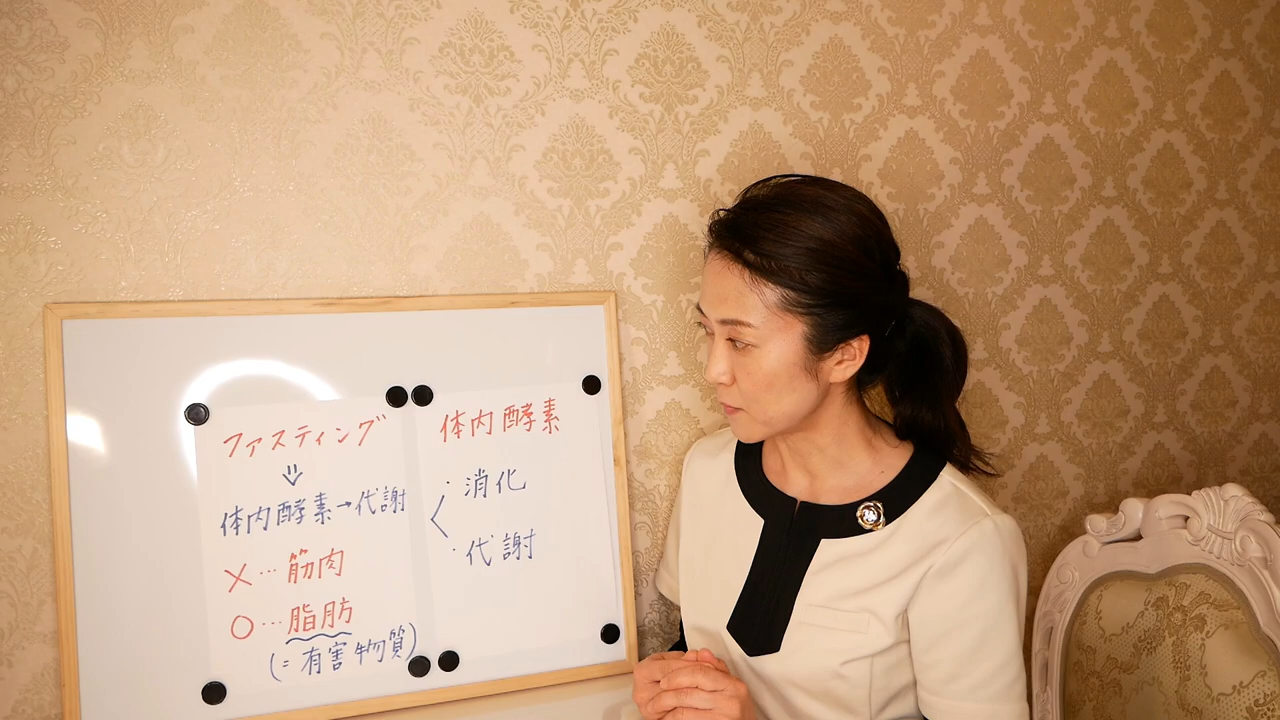 ファスティング
⇓
体内酵素→代謝
×…筋肉
○…脂肪
(=有害物質)
体内酵素
・消化
・代謝